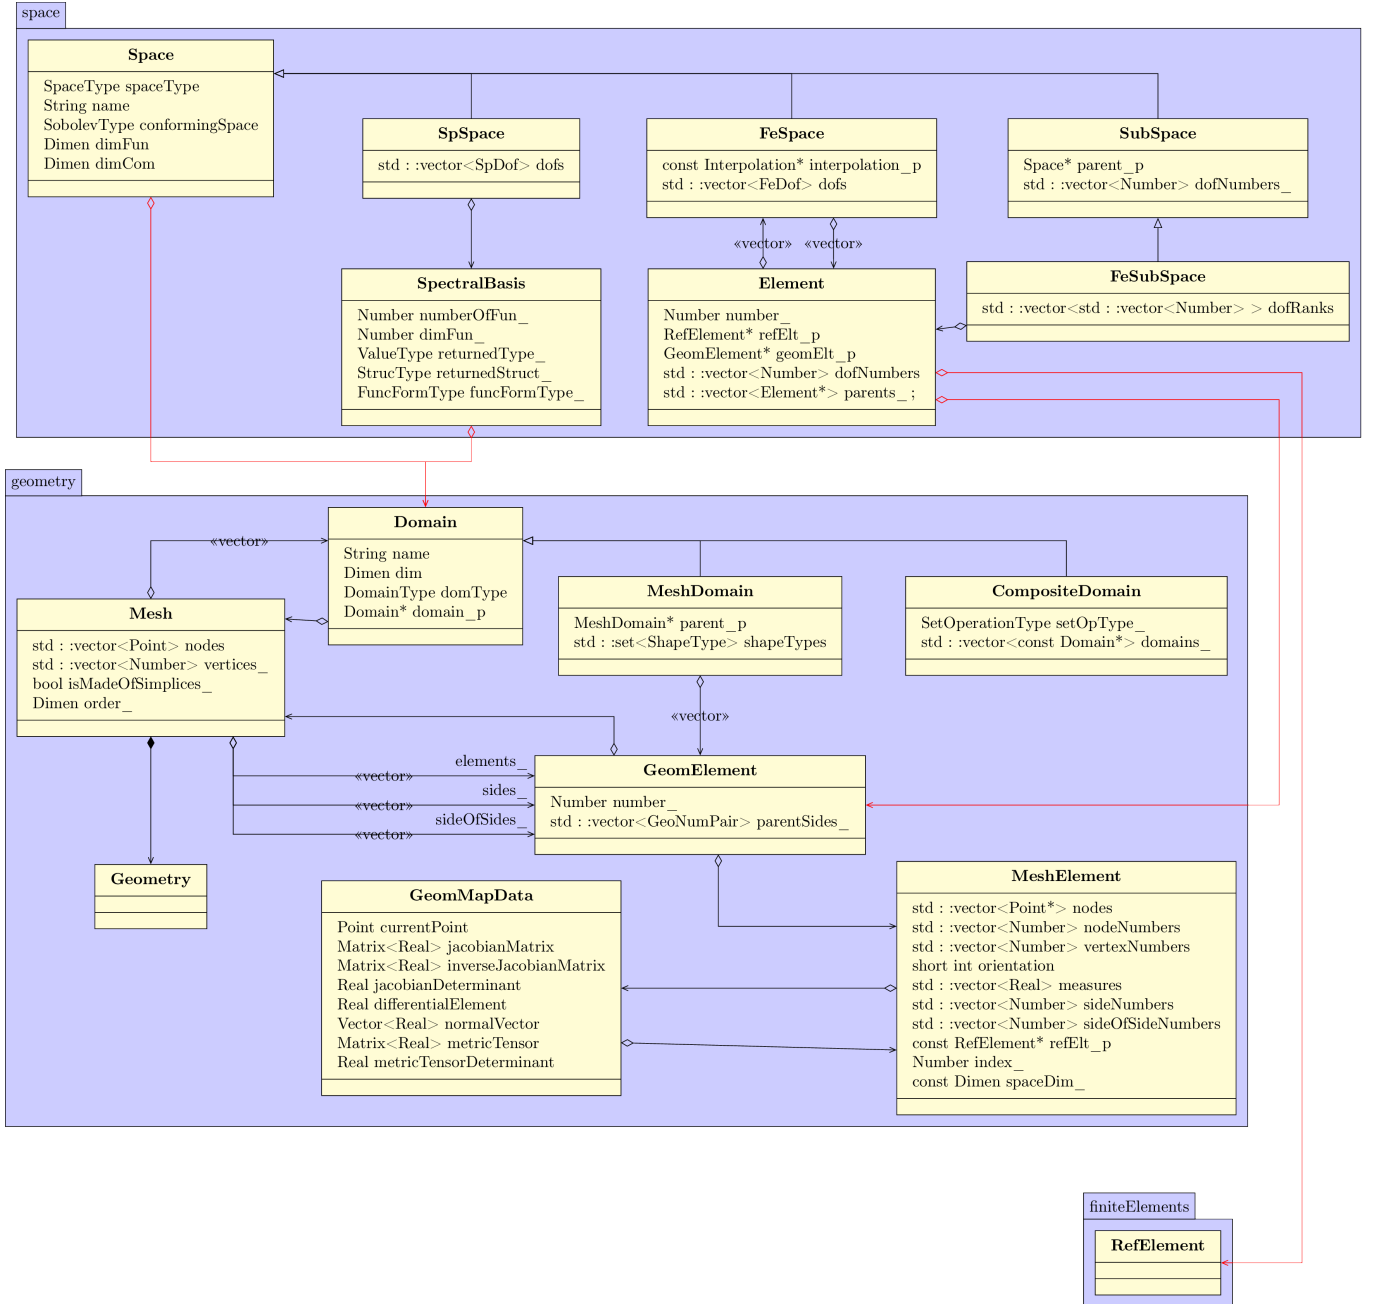 space
Space
SpaceType spaceType
String name
SobolevType conformingSpace
Dimen dimFun
Dimen dimCom
SpSpace
std : :vector<SpDof> dofs
FeSpace
const Interpolation* interpolation_p
std : :vector<FeDof> dofs
SubSpace
Space* parent_p
std : :vector<Number> dofNumbers_
«vector»
«vector»
SpectralBasis
Number numberOfFun_
Number dimFun_
ValueType returnedType_
StrucType returnedStruct_
FuncFormType funcFormType_
Element
Number number_
RefElement* refElt_p
GeomElement* geomElt_p
std : :vector<Number> dofNumbers
std : :vector<Element*> parents_ ;
FeSubSpace
std : :vector<std : :vector<Number> > dofRanks
geometry
Domain
String name
Dimen dim
DomainType domType
Domain* domain_p
«vector»
Mesh
std : :vector<Point> nodes
std : :vector<Number> vertices_
bool isMadeOfSimplices_
Dimen order_
MeshDomain
MeshDomain* parent_p
std : :set<ShapeType> shapeTypes
CompositeDomain
SetOperationType setOpType_
std : :vector<const Domain*> domains_
«vector»
elements_
«vector»
sides_
«vector»
sideOfSides_
«vector»
GeomElement
Number number_
std : :vector<GeoNumPair> parentSides_
Geometry
GeomMapData
Point currentPoint
Matrix<Real> jacobianMatrix
Matrix<Real> inverseJacobianMatrix
Real jacobianDeterminant
Real differentialElement
Vector<Real> normalVector
Matrix<Real> metricTensor
Real metricTensorDeterminant
MeshElement
std : :vector<Point*> nodes
std : :vector<Number> nodeNumbers
std : :vector<Number> vertexNumbers
short int orientation
std : :vector<Real> measures
std : :vector<Number> sideNumbers
std : :vector<Number> sideOfSideNumbers
const RefElement* refElt_p
Number index_
const Dimen spaceDim_
finiteElements
RefElement